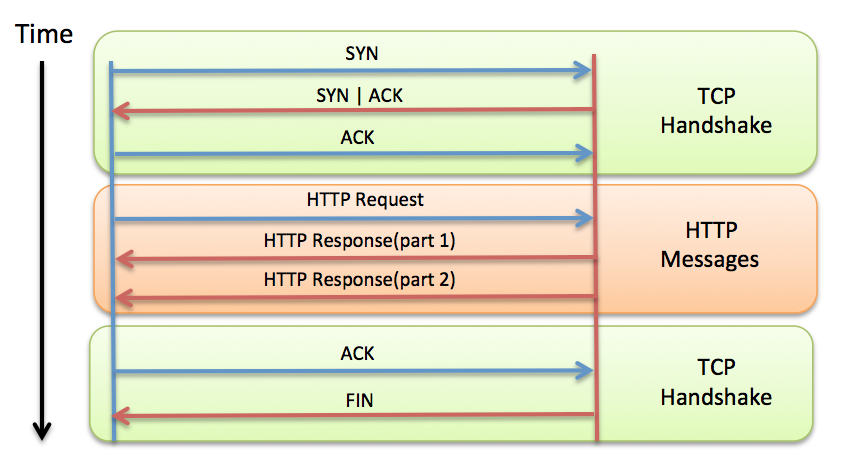 Time
SYN
SYN | ACK
ACK
TCP
Handshake
HTTP Request
HTTP Response(part 1)
HTTP Response(part 2)
HTTP
Messages
ACK
FIN
TCP
Handshake